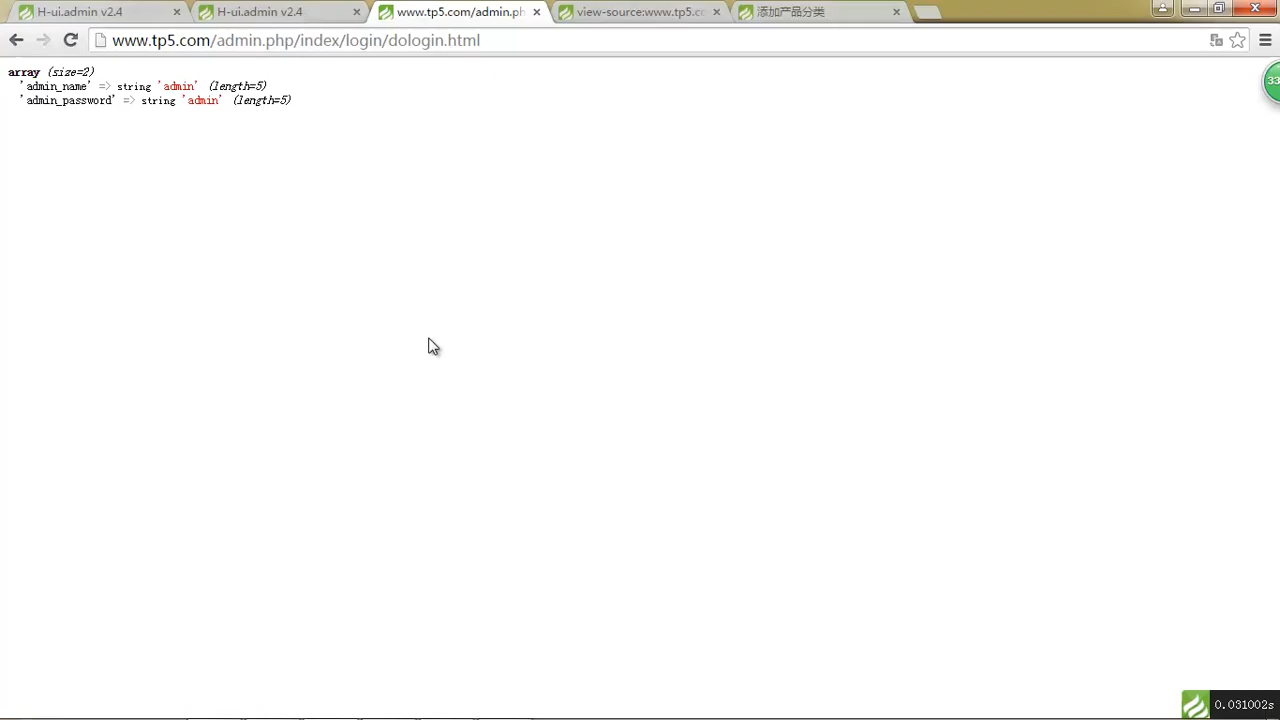 H-ui.admin v2.4
H-ui.admin v2.4
www.tp5.com/admin.ph
view-source:www.tp5.c
添加产品分类
www.tp5.com/admin.php/index/login/dologin.html
array (size=2)
'admin_name' => string 'admin' (length=5)
'admin_password' => string 'admin' (length=5)
33
0.031002s